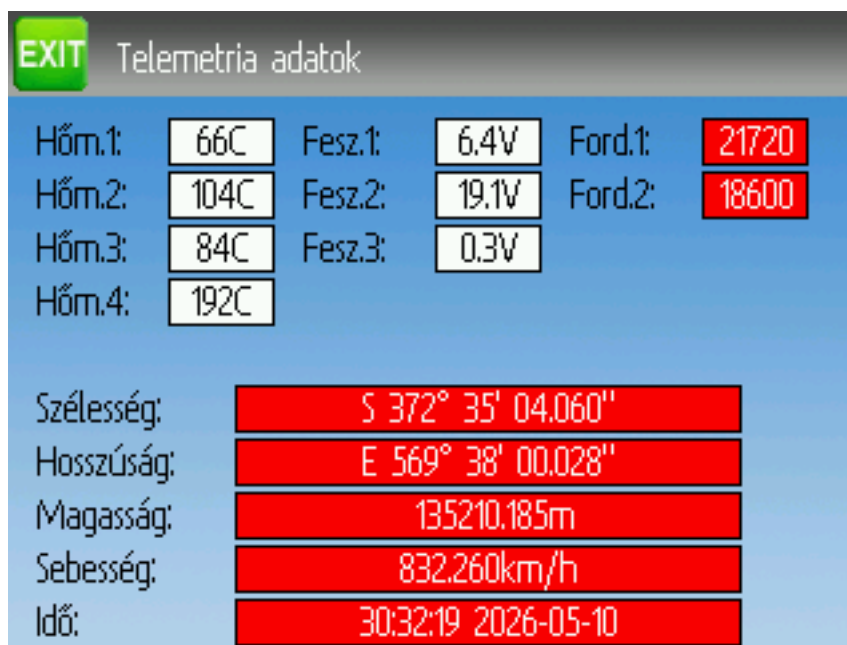 EXIT Telemetria adatok
Hőm.1: 66C Fesz.1: 6.4V Ford.1: 21720
Hőm.2: 104C Fesz.2: 19.1V Ford.2: 18600
Hőm.3: 84C Fesz.3: 0.3V
Hőm.4: 192C
Szélesség: S 372° 35' 04.060"
Hosszúság: E 569° 38' 00.028"
Magasság: 135210.185m
Sebesség: 832.260km/h
Idő: 30:32:19 2026-05-10